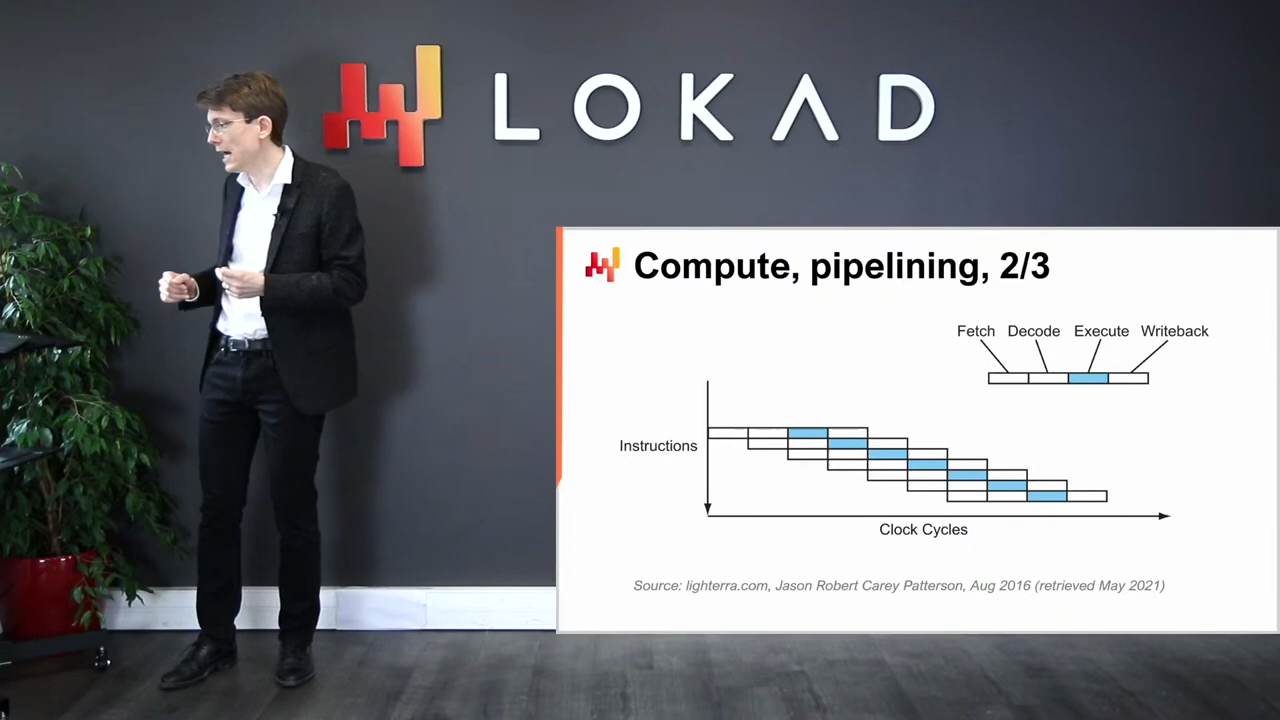 LOKAD
Compute, pipelining, 2/3
Fetch Decode Execute Writeback
Instructions
Clock Cycles
Source: lighterra.com, Jason Robert Carey Patterson, Aug 2016 (retrieved May 2021)